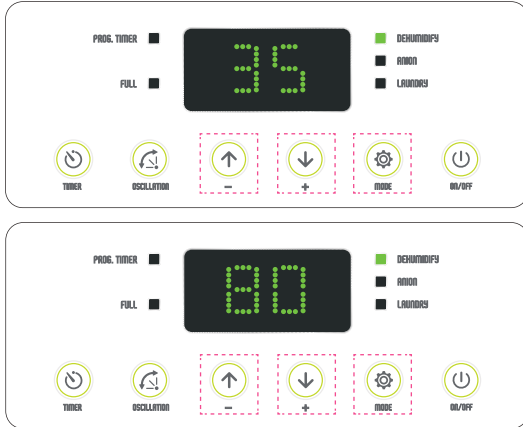 PROG. TIMER
35
DEHUMIDIFY
ANION
FULL
LAUNDRY
TIMER
OSCILLATION
–
+
MODE
ON/OFF
PROG. TIMER
80
DEHUMIDIFY
ANION
FULL
LAUNDRY
TIMER
OSCILLATION
–
+
MODE
ON/OFF